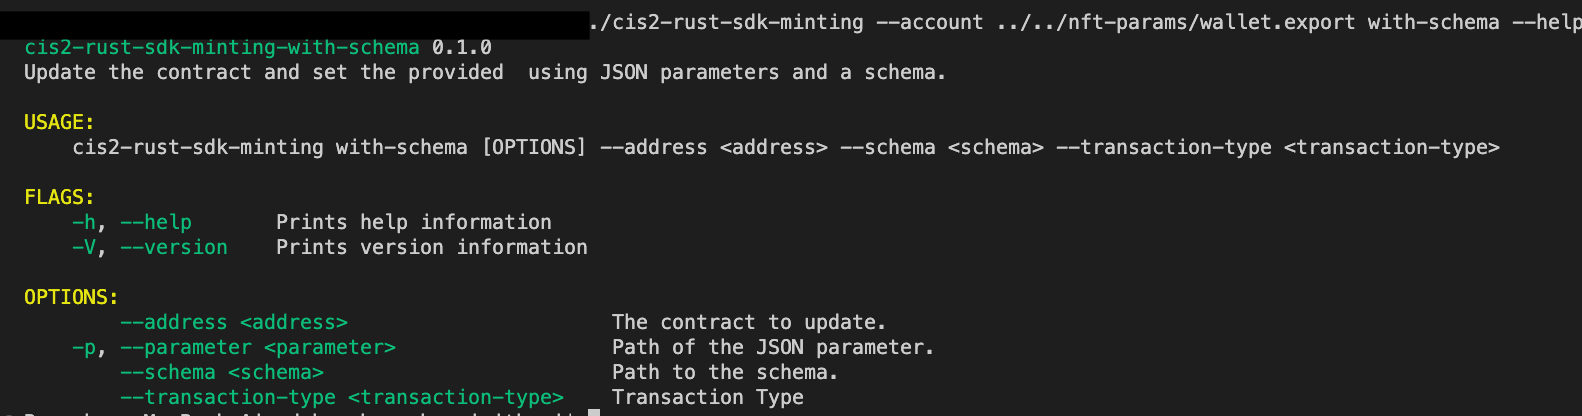 ./cis2-rust-sdk-minting --account ../../nft-params/wallet.export with-schema --help
cis2-rust-sdk-minting-with-schema 0.1.0
Update the contract and set the provided  using JSON parameters and a schema.
USAGE:
cis2-rust-sdk-minting with-schema [OPTIONS] --address <address> --schema <schema> --transaction-type <transaction-type>
FLAGS:
-h, --help Prints help information
-V, --version Prints version information
OPTIONS:
--address <address> The contract to update.
-p, --parameter <parameter> Path of the JSON parameter.
--schema <schema> Path to the schema.
--transaction-type <transaction-type> Transaction Type